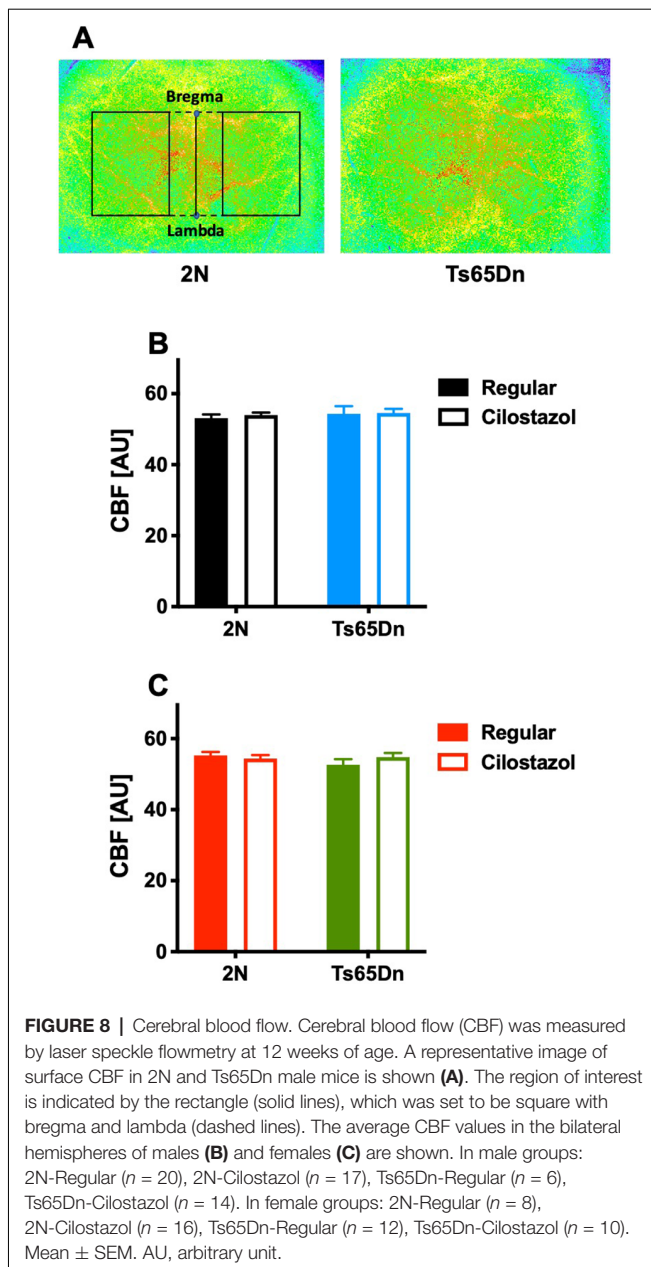 A
Bregma
Lambda
2N
Ts65Dn
B
60
40
20
0
CBF [AU]
2N
Ts65Dn
Regular
Cilostazol
C
60
40
20
0
CBF [AU]
2N
Ts65Dn
Regular
Cilostazol
FIGURE 8 | Cerebral blood flow. Cerebral blood flow (CBF) was measured
by laser speckle flowmetry at 12 weeks of age. A representative image of
surface CBF in 2N and Ts65Dn male mice is shown (A). The region of interest
is indicated by the rectangle (solid lines), which was set to be square with
bregma and lambda (dashed lines). The average CBF values in the bilateral
hemispheres of males (B) and females (C) are shown. In male groups:
2N-Regular (n = 20), 2N-Cilostazol (n = 17), Ts65Dn-Regular (n = 6),
Ts65Dn-Cilostazol (n = 14). In female groups: 2N-Regular (n = 8),
2N-Cilostazol (n = 16), Ts65Dn-Regular (n = 12), Ts65Dn-Cilostazol (n = 10).
Mean ± SEM. AU, arbitrary unit.